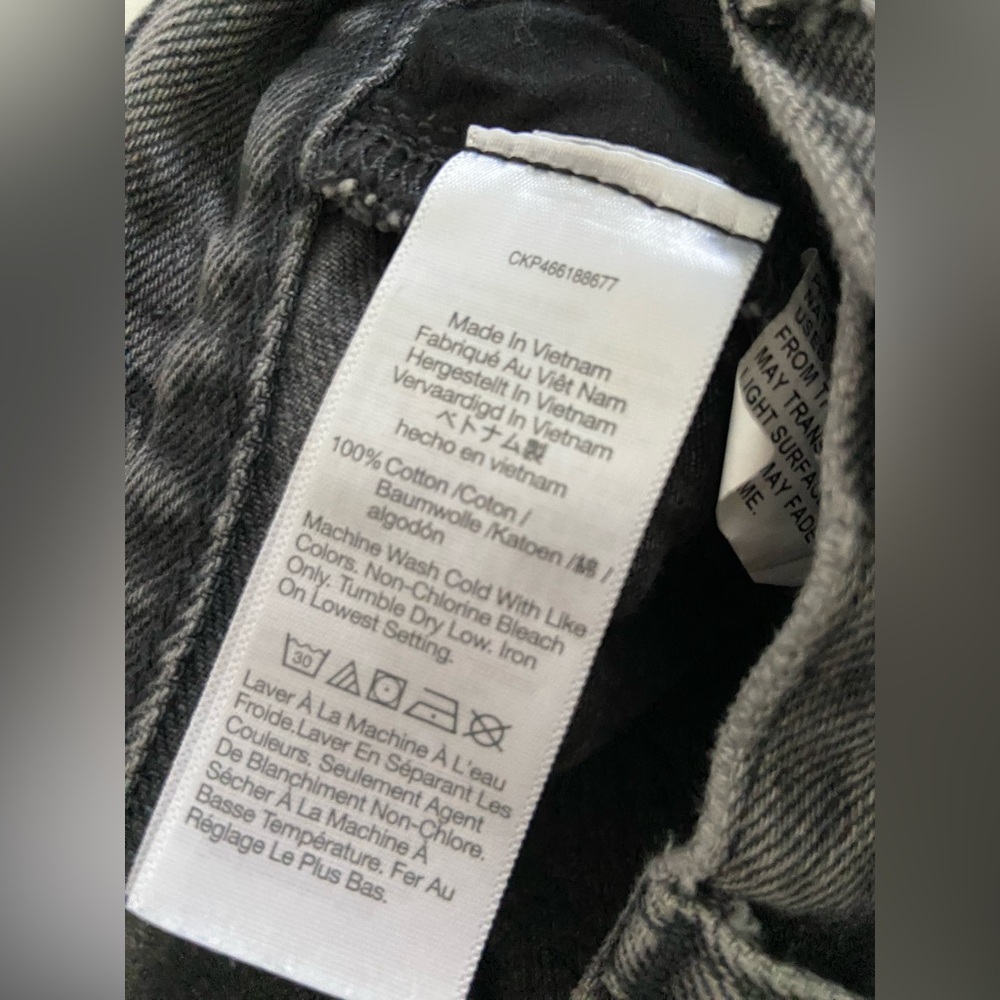 CKP466188677
Made In Vietnam
Fabriqué Au Viêt Nam
Hergestellt In Vietnam
Vervaardigd In Vietnam
ベトナム製
hecho en vietnam
100% Cotton /Coton /
Baumwolle /Katoen /綿 /
algodón
Machine Wash Cold With Like
Colors. Non-Chlorine Bleach
Only. Tumble Dry Low. Iron
On Lowest Setting.
30
Laver À La Machine À L'eau
Froide.Laver En Séparant Les
Couleurs. Seulement Agent
De Blanchiment Non-Chlore.
Sécher À La Machine À
Basse Température. Fer Au
Réglage Le Plus Bas.
FROM
MAY
LIGHT
MAY FADE